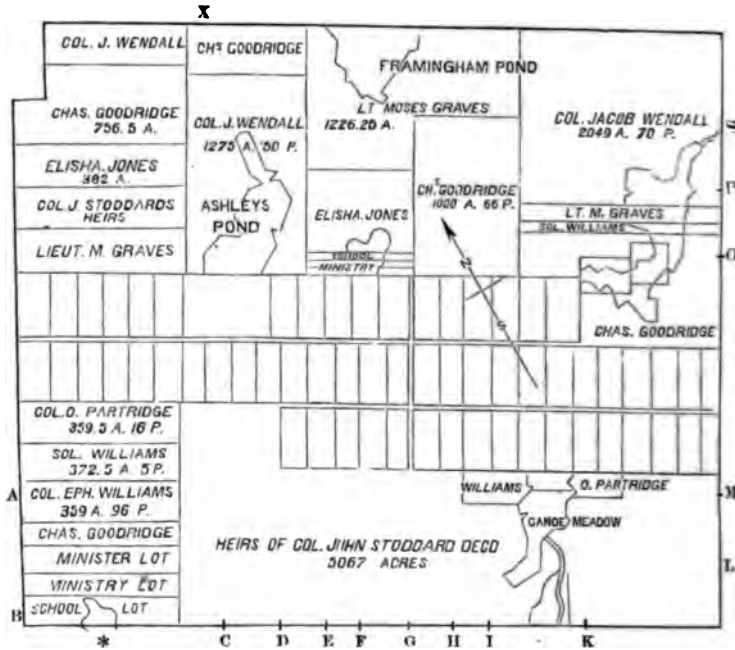 X
COL. J. WENDALL
CHS GOODRIDGE
FRAMINGHAM POND
CHAS. GOODRIDGE
756.5 A.
COL. J. WENDALL
1275 A. 50 P.
LT MOSES GRAVES
1226.25 A.
COL. JACOB WENDALL
2049 A. 70 P.
S
ELISHA. JONES
382 A.
COL. J. STODDARDS
HEIRS
ASHLEYS
POND
ELISHA. JONES
CHS GOODRIDGE
1000 A. 66 P.
LT. M. GRAVES
SOL. WILLIAMS
LIEUT. M. GRAVES
SCHOOL
MINISTRY
O
N
S
CHAS. GOODRIDGE
COL. O. PARTRIDGE
359.5 A. 16 P.
SOL. WILLIAMS
372.5 A. 5 P.
A
COL. EPH. WILLIAMS
359 A. 96 P.
WILLIAMS
O. PARTRIDGE
M
CANOE MEADOW
CHAS. GOODRIDGE
MINISTER LOT
HEIRS OF COL. JOHN STODDARD DECD
5067 ACRES
L
MINISTRY LOT
B
SCHOOL LOT
* C D E F G H I K